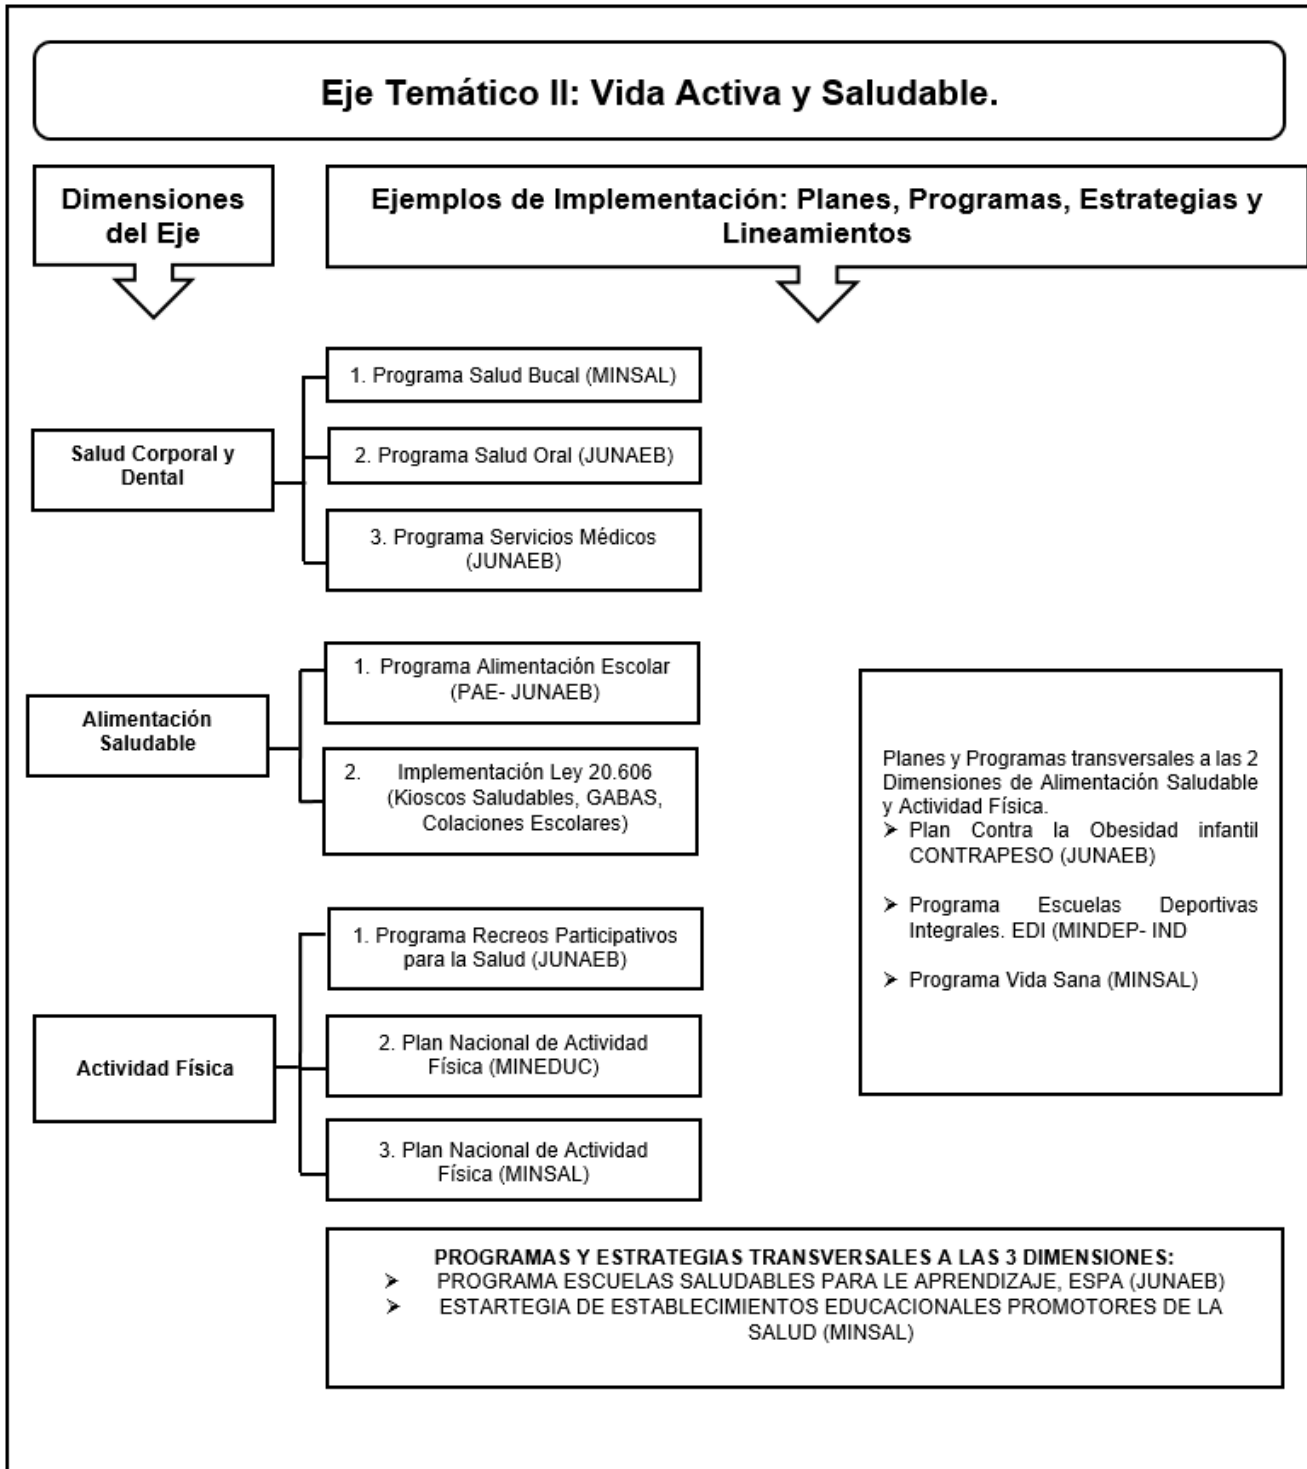 Eje Temático II: Vida Activa y Saludable.
Dimensiones
del Eje
Ejemplos de Implementación: Planes, Programas, Estrategias y
Lineamientos
Salud Corporal y
Dental
1. Programa Salud Bucal (MINSAL)
2. Programa Salud Oral (JUNAEB)
3. Programa Servicios Médicos
(JUNAEB)
Alimentación
Saludable
1. Programa Alimentación Escolar
(PAE- JUNAEB)
2. Implementación Ley 20.606
(Kioscos Saludables, GABAS,
Colaciones Escolares)
Planes y Programas transversales a las 2
Dimensiones de Alimentación Saludable
y Actividad Física.
➢ Plan Contra la Obesidad infantil
CONTRAPESO (JUNAEB)
➢ Programa Escuelas Deportivas
Integrales. EDI (MINDEP- IND
➢ Programa Vida Sana (MINSAL)
Actividad Física
1. Programa Recreos Participativos
para la Salud (JUNAEB)
2. Plan Nacional de Actividad
Física (MINEDUC)
3. Plan Nacional de Actividad
Física (MINSAL)
PROGRAMAS Y ESTRATEGIAS TRANSVERSALES A LAS 3 DIMENSIONES:
➢ PROGRAMA ESCUELAS SALUDABLES PARA LE APRENDIZAJE, ESPA (JUNAEB)
➢ ESTARTEGIA DE ESTABLECIMIENTOS EDUCACIONALES PROMOTORES DE LA
SALUD (MINSAL)